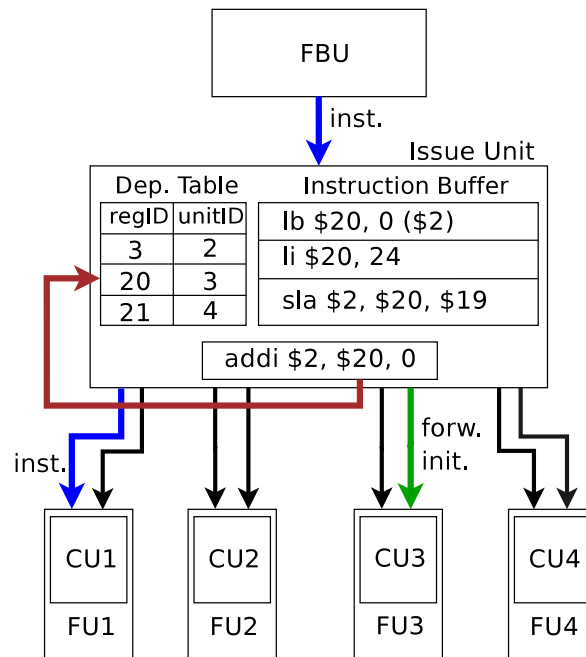 FBU
inst.
Issue Unit
Dep. Table
regID unitID
3 2
20 3
21 4
Instruction Buffer
lb $20, 0 ($2)
li $20, 24
sla $2, $20, $19
addi $2, $20, 0
inst.
forw.
init.
CU1 CU2 CU3 CU4
FU1 FU2 FU3 FU4